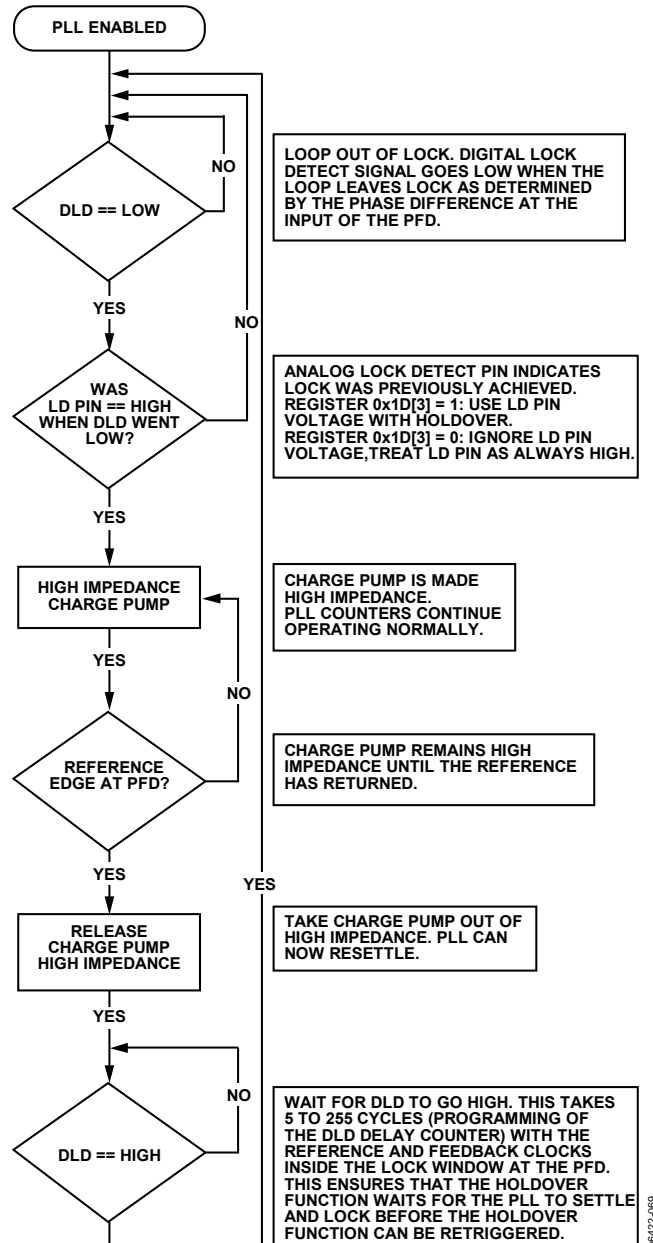 PLL ENABLED
NO
DLD == LOW
LOOP OUT OF LOCK. DIGITAL LOCK
DETECT SIGNAL GOES LOW WHEN THE
LOOP LEAVES LOCK AS DETERMINED
BY THE PHASE DIFFERENCE AT THE
INPUT OF THE PFD.
YES
NO
WAS
LD PIN == HIGH
WHEN DLD WENT
LOW?
ANALOG LOCK DETECT PIN INDICATES
LOCK WAS PREVIOUSLY ACHIEVED.
REGISTER 0x1D[3] = 1: USE LD PIN
VOLTAGE WITH HOLDOVER.
REGISTER 0x1D[3] = 0: IGNORE LD PIN
VOLTAGE,TREAT LD PIN AS ALWAYS HIGH.
YES
HIGH IMPEDANCE
CHARGE PUMP
CHARGE PUMP IS MADE
HIGH IMPEDANCE.
PLL COUNTERS CONTINUE
OPERATING NORMALLY.
YES
NO
REFERENCE
EDGE AT PFD?
CHARGE PUMP REMAINS HIGH
IMPEDANCE UNTIL THE REFERENCE
HAS RETURNED.
YES
YES
RELEASE
CHARGE PUMP
HIGH IMPEDANCE
TAKE CHARGE PUMP OUT OF
HIGH IMPEDANCE. PLL CAN
NOW RESETTLE.
YES
NO
DLD == HIGH
WAIT FOR DLD TO GO HIGH. THIS TAKES
5 TO 255 CYCLES (PROGRAMMING OF
THE DLD DELAY COUNTER) WITH THE
REFERENCE AND FEEDBACK CLOCKS
INSIDE THE LOCK WINDOW AT THE PFD.
THIS ENSURES THAT THE HOLDOVER
FUNCTION WAITS FOR THE PLL TO SETTLE
AND LOCK BEFORE THE HOLDOVER
FUNCTION CAN BE RETRIGGERED.
06422-069